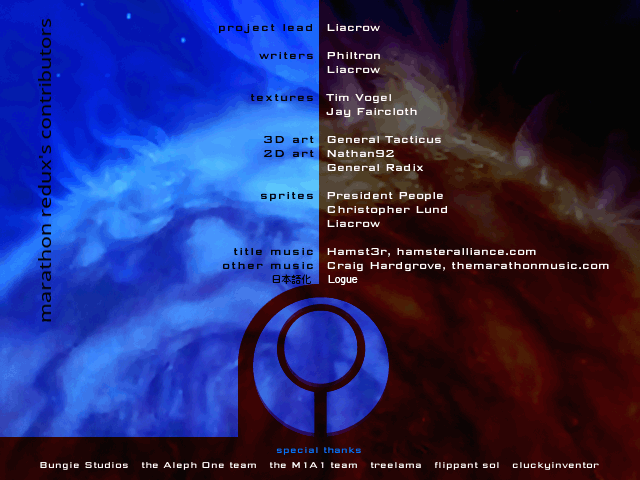 marathon redux's contributors
project lead Liacrow
writers Philtron
Liacrow
textures Tim Vogel
Jay Faircloth
3D art General Tacticus
2D art Nathan92
General Radix
sprites President People
Christopher Lund
Liacrow
title music Hamst3r, hamsteralliance.com
other music Craig Hardgrove, themarathonmusic.com
日本語化 Logue
special thanks
Bungie Studios the Aleph One team the M1A1 team treelama flippant sol cluckyinventor